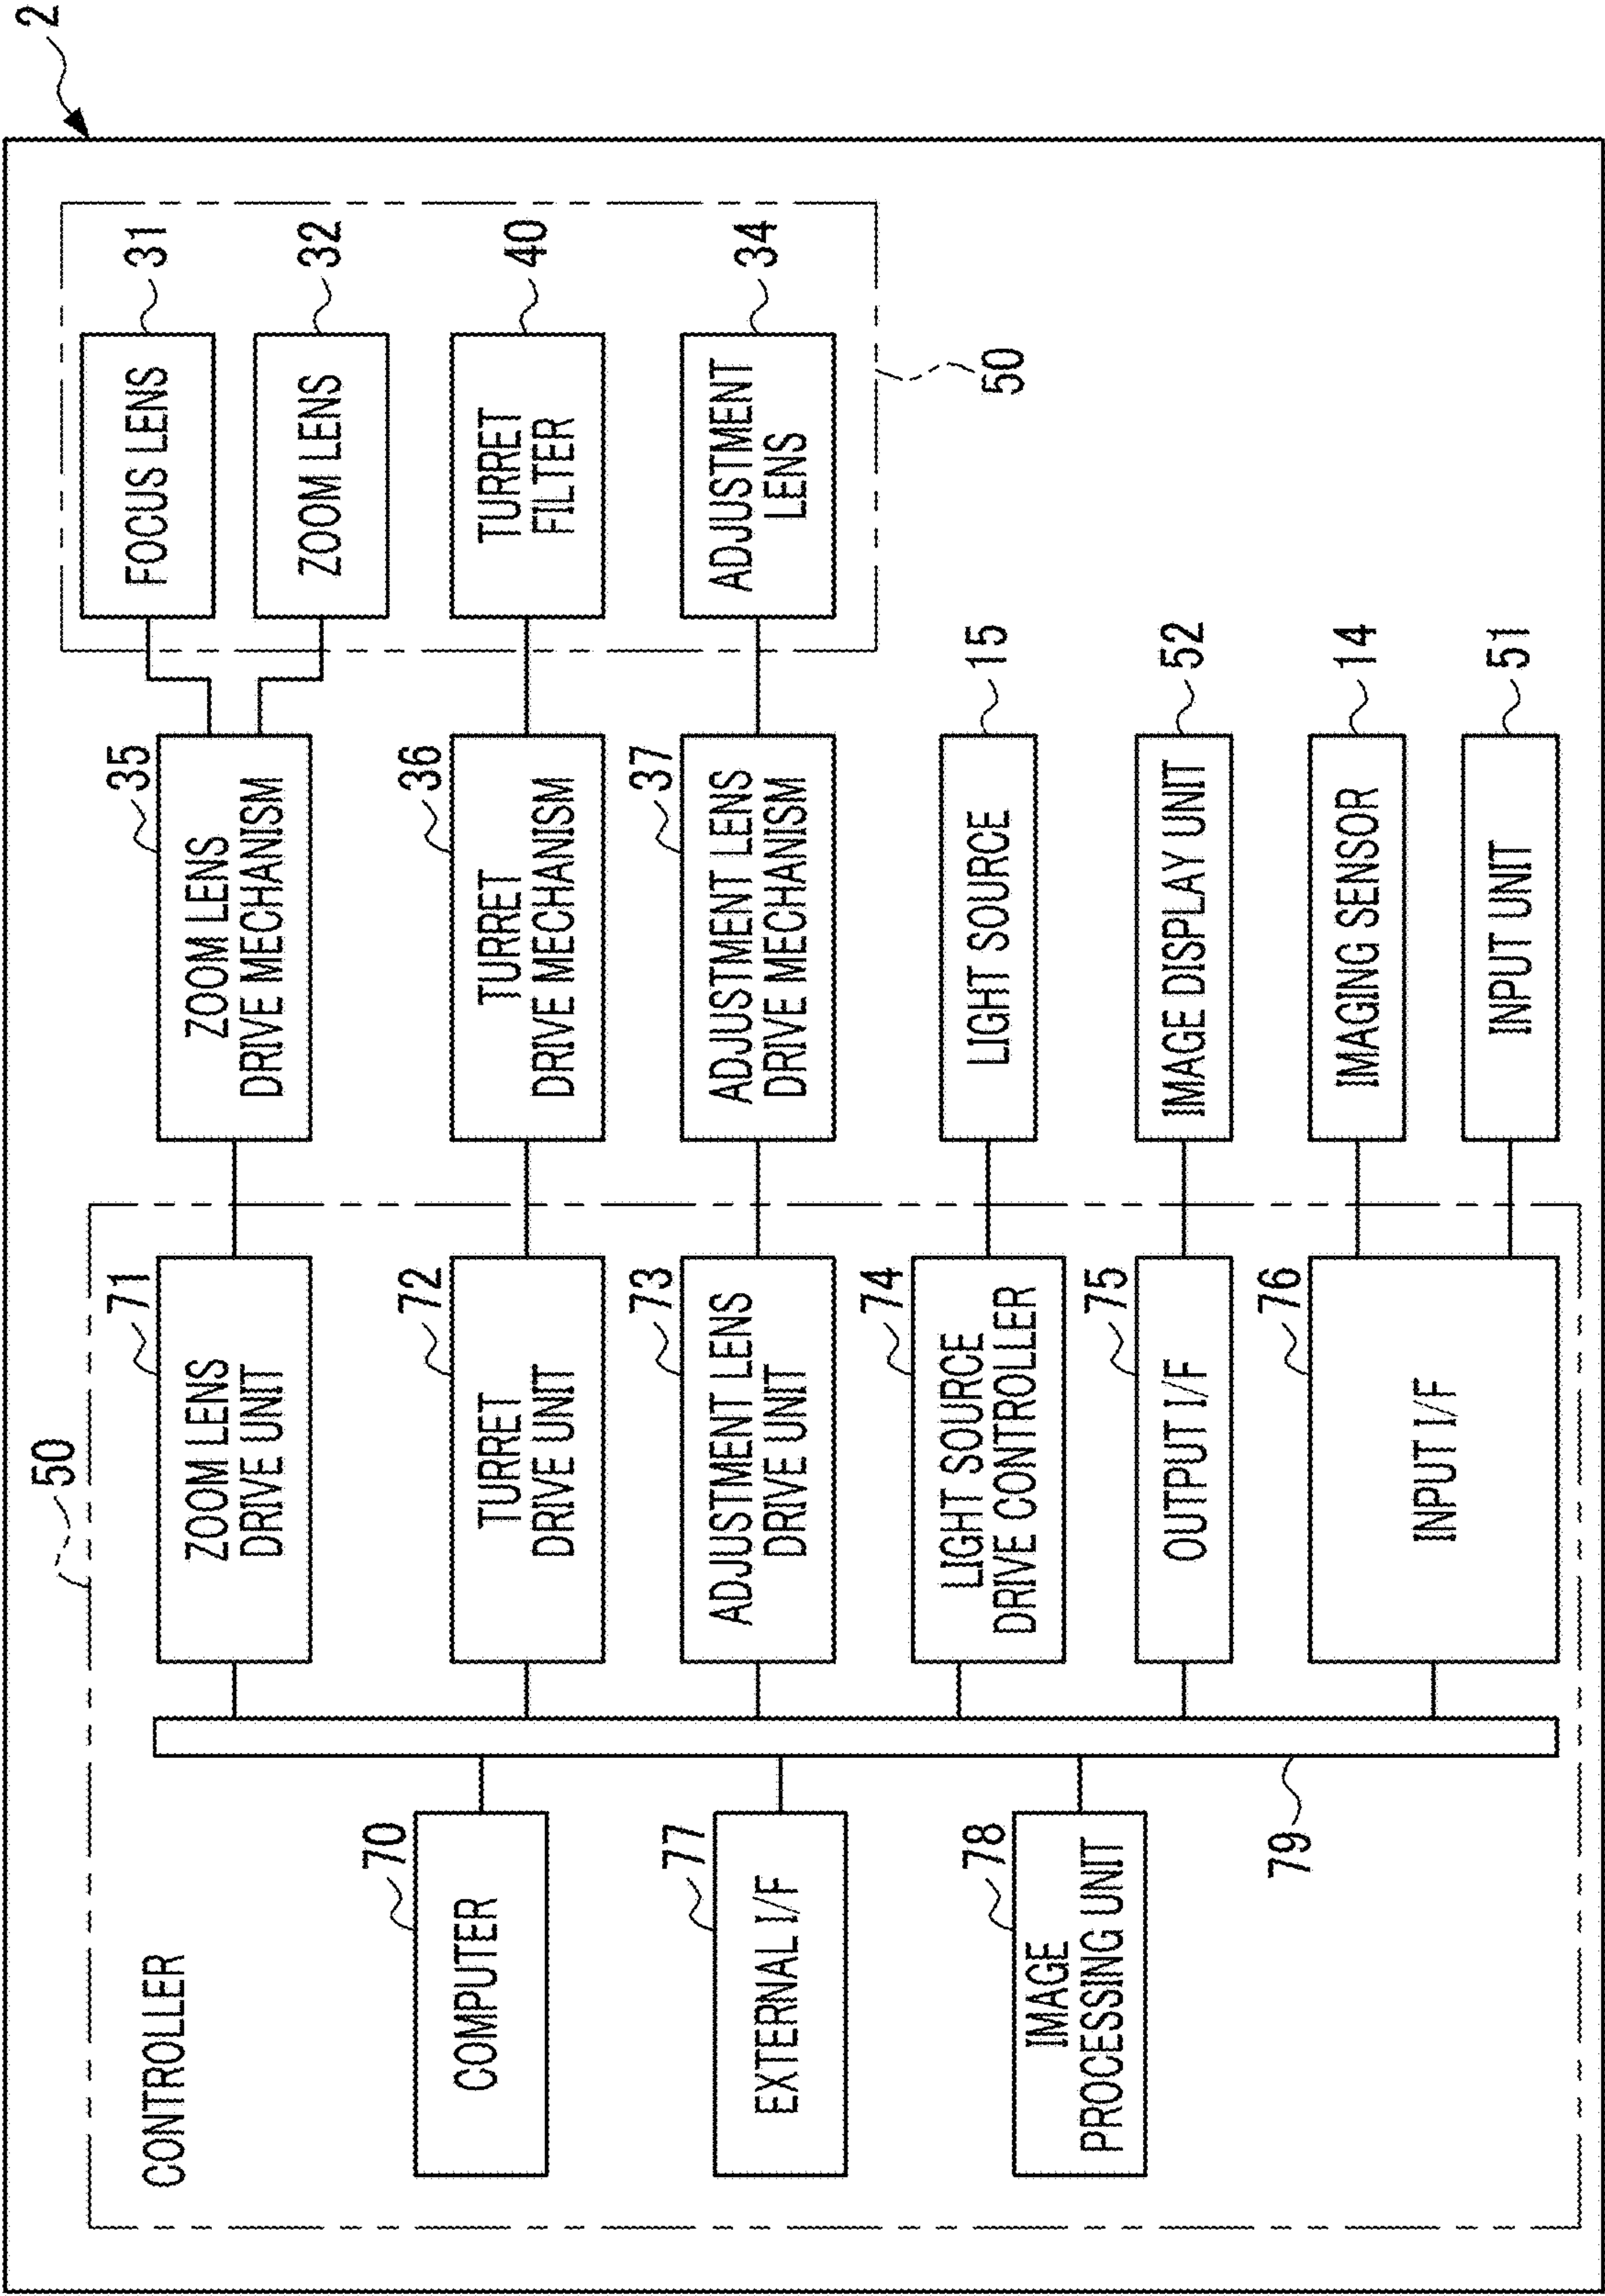 2
CONTROLLER
50
70
COMPUTER
77
EXTERNAL I/F
78
IMAGE
PROCESSING UNIT
79
71
ZOOM LENS
DRIVE UNIT
72
TURRET
DRIVE UNIT
73
ADJUSTMENT LENS
DRIVE UNIT
74
LIGHT SOURCE
DRIVE CONTROLLER
75
OUTPUT I/F
76
INPUT I/F
35
ZOOM LENS
DRIVE MECHANISM
36
TURRET
DRIVE MECHANISM
37
ADJUSTMENT LENS
DRIVE MECHANISM
LIGHT SOURCE
15
IMAGE DISPLAY UNIT
52
IMAGING SENSOR
14
INPUT UNIT
51
FOCUS LENS
31
ZOOM LENS
32
TURRET
FILTER
40
ADJUSTMENT
LENS
34
50